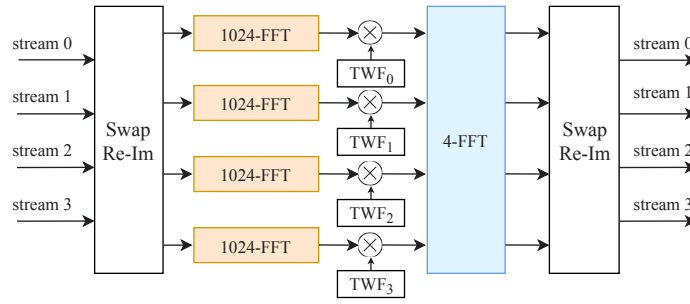 stream 0
stream 1
stream 2
stream 3
Swap
Re-Im
1024-FFT
TWF0
1024-FFT
TWF1
1024-FFT
TWF2
1024-FFT
TWF3
4-FFT
Swap
Re-Im
stream 0
stream 1
stream 2
stream 3